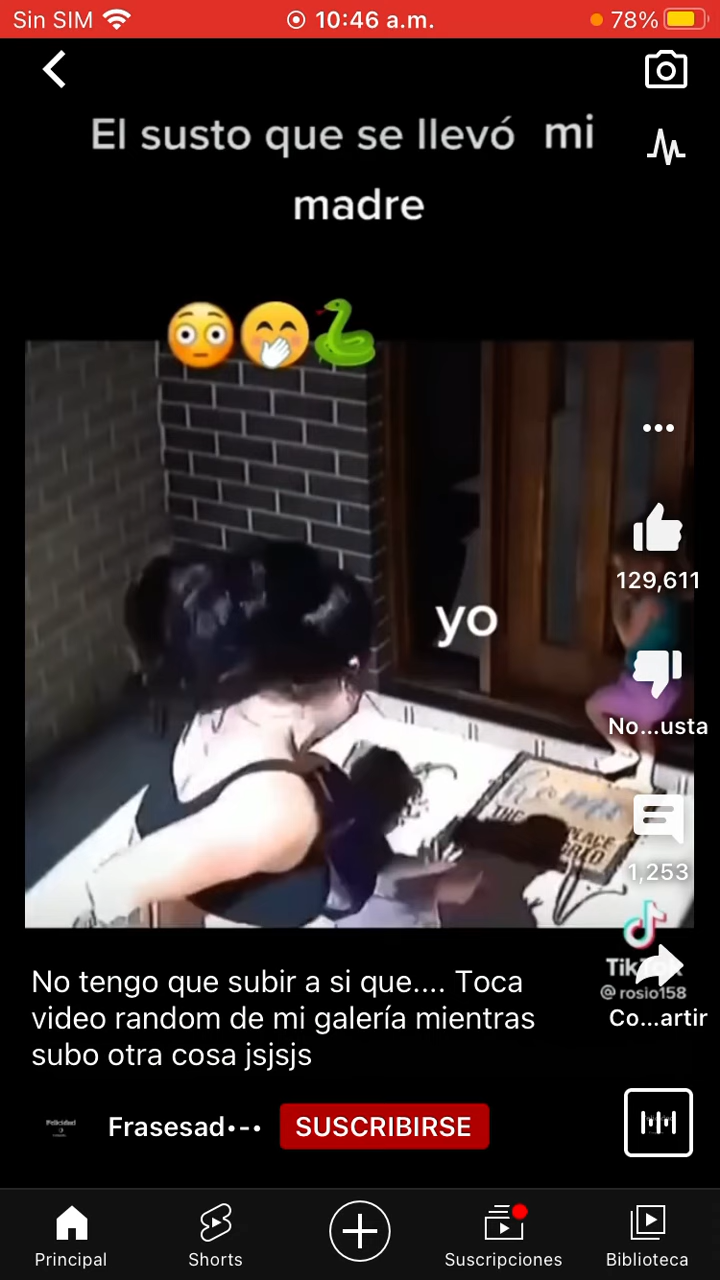 Sin SIM
10:46 a.m.
78%
El susto que se llevó mi
madre
yo
129,611
No...usta
THE
1,253
TikTok
@rosio158
Co...artir
No tengo que subir a si que.... Toca
video random de mi galería mientras
subo otra cosa jsjsjs
Frasesad•--
SUSCRIBIRSE
Principal
Shorts
Suscripciones
Biblioteca